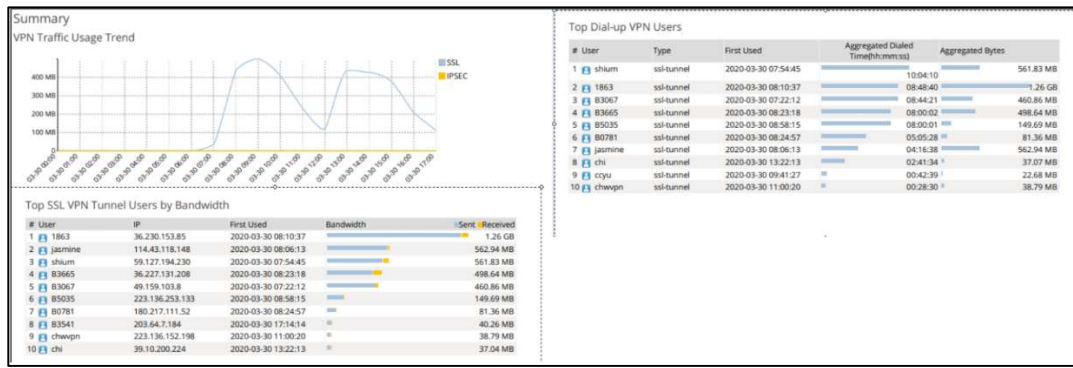 Summary
VPN Traffic Usage Trend
SSL
IPSEC
400 MB
300 MB
200 MB
100 MB
0
03-30 00:00 03-30 01:00 03-30 02:00 03-30 03:00 03-30 04:00 03-30 05:00 03-30 06:00 03-30 07:00 03-30 08:00 03-30 09:00 03-30 10:00 03-30 11:00 03-30 12:00 03-30 13:00 03-30 14:00 03-30 15:00 03-30 16:00 03-30 17:00
Top SSL VPN Tunnel Users by Bandwidth
# User IP First Used Bandwidth Sent Received
1 1863 36.230.153.85 2020-03-30 08:10:37 1.26 GB
2 jasmine 114.43.118.148 2020-03-30 08:06:13 562.94 MB
3 shium 59.127.194.230 2020-03-30 07:54:45 561.83 MB
4 B3665 36.227.131.208 2020-03-30 08:23:18 498.64 MB
5 B3067 49.159.103.8 2020-03-30 07:22:12 460.86 MB
6 B5035 223.136.253.133 2020-03-30 08:58:15 149.69 MB
7 B0781 180.217.111.52 2020-03-30 08:24:57 81.36 MB
8 B3541 203.64.7.184 2020-03-30 17:14:14 40.26 MB
9 chwvpn 223.136.152.198 2020-03-30 11:00:20 38.79 MB
10 chi 39.10.200.224 2020-03-30 13:22:13 37.04 MB
Top Dial-up VPN Users
# User Type First Used Aggregated Dialed Time(hh:mm:ss) Aggregated Bytes
1 shium ssl-tunnel 2020-03-30 07:54:45 10:04:10 561.83 MB
2 1863 ssl-tunnel 2020-03-30 08:10:37 08:48:40 1.26 GB
3 B3067 ssl-tunnel 2020-03-30 07:22:12 08:44:21 460.86 MB
4 B3665 ssl-tunnel 2020-03-30 08:23:18 08:00:02 498.64 MB
5 B5035 ssl-tunnel 2020-03-30 08:58:15 08:00:01 149.69 MB
6 B0781 ssl-tunnel 2020-03-30 08:24:57 05:05:28 81.36 MB
7 jasmine ssl-tunnel 2020-03-30 08:06:13 04:16:38 562.94 MB
8 chi ssl-tunnel 2020-03-30 13:22:13 02:41:34 37.07 MB
9 ccyu ssl-tunnel 2020-03-30 09:41:27 00:42:39 22.68 MB
10 chwvpn ssl-tunnel 2020-03-30 11:00:20 00:28:30 38.79 MB